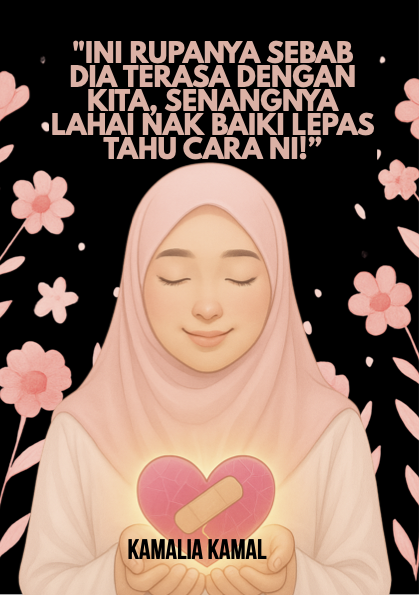 "INI RUPANYA SEBAB
DIA TERASA DENGAN
KITA, SENANGNYA
LAHAI NAK BAIKI LEPAS
TAHU CARA NI!”
KAMALIA KAMAL